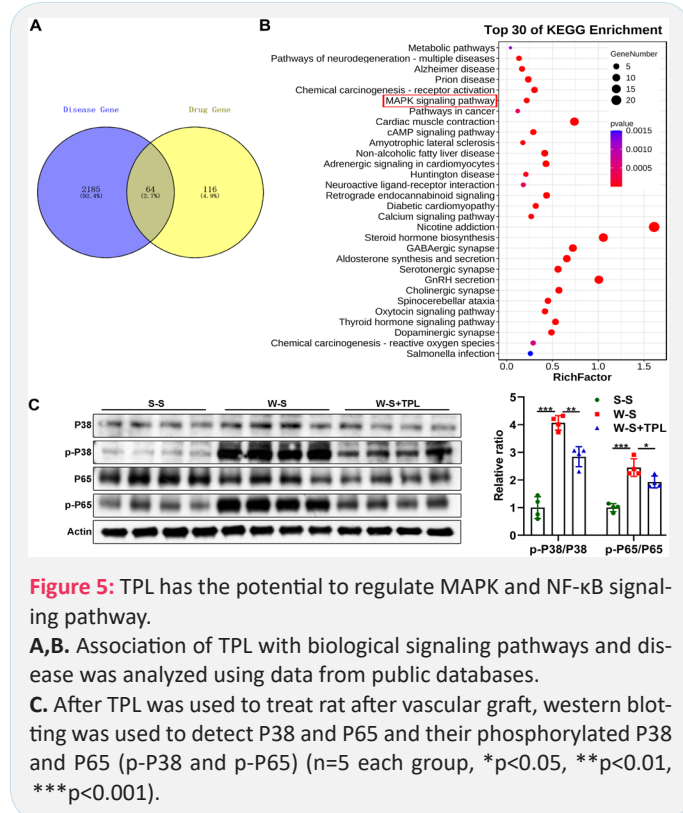 A
B
Top 30 of KEGG Enrichment
Disease Gene
Drug Gene
2185
(92.4%)
64
(2.7%)
116
(4.9%)
Metabolic pathways
Pathways of neurodegeneration - multiple diseases
Alzheimer disease
Prion disease
Chemical carcinogenesis - receptor activation
MAPK signaling pathway
Pathways in cancer
Cardiac muscle contraction
cAMP signaling pathway
Amyotrophic lateral sclerosis
Non-alcoholic fatty liver disease
Adrenergic signaling in cardiomyocytes
Huntington disease
Neuroactive ligand-receptor interaction
Retrograde endocannabinoid signaling
Diabetic cardiomyopathy
Calcium signaling pathway
Nicotine addiction
Steroid hormone biosynthesis
GABAergic synapse
Aldosterone synthesis and secretion
Serotonergic synapse
GnRH secretion
Cholinergic synapse
Spinocerebellar ataxia
Oxytocin signaling pathway
Thyroid hormone signaling pathway
Dopaminergic synapse
Chemical carcinogenesis - reactive oxygen species
Salmonella infection
0.0 0.5 1.0 1.5
RichFactor
GeneNumber
5
10
15
20
pvalue
0.0015
0.0010
0.0005
C
S-S W-S W-S+TPL
P38
p-P38
P65
p-P65
Actin
Relative ratio
5
4
3
2
1
0
*** ** *** *
S-S
W-S
W-S+TPL
p-P38/P38 p-P65/P65
Figure 5: TPL has the potential to regulate MAPK and NF-κB signal-
ing pathway.
A,B. Association of TPL with biological signaling pathways and dis-
ease was analyzed using data from public databases.
C. After TPL was used to treat rat after vascular graft, western blot-
ting was used to detect P38 and P65 and their phosphorylated P38
and P65 (p-P38 and p-P65) (n=5 each group, *p<0.05, **p<0.01,
***p<0.001).